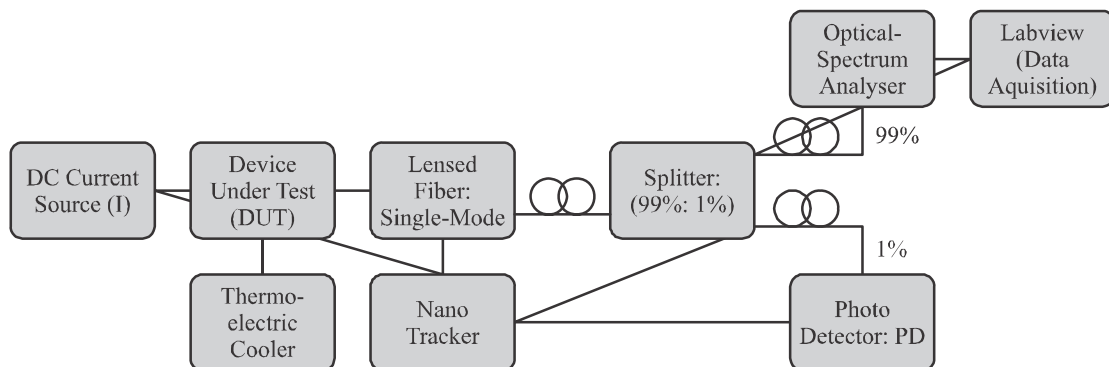 Optical-
Spectrum
Analyser
Labview
(Data
Aquisition)
99%
DC Current
Source (I)
Device
Under Test
(DUT)
Lensed
Fiber:
Single-Mode
Splitter:
(99%: 1%)
1%
Thermo-
electric
Cooler
Nano
Tracker
Photo
Detector: PD